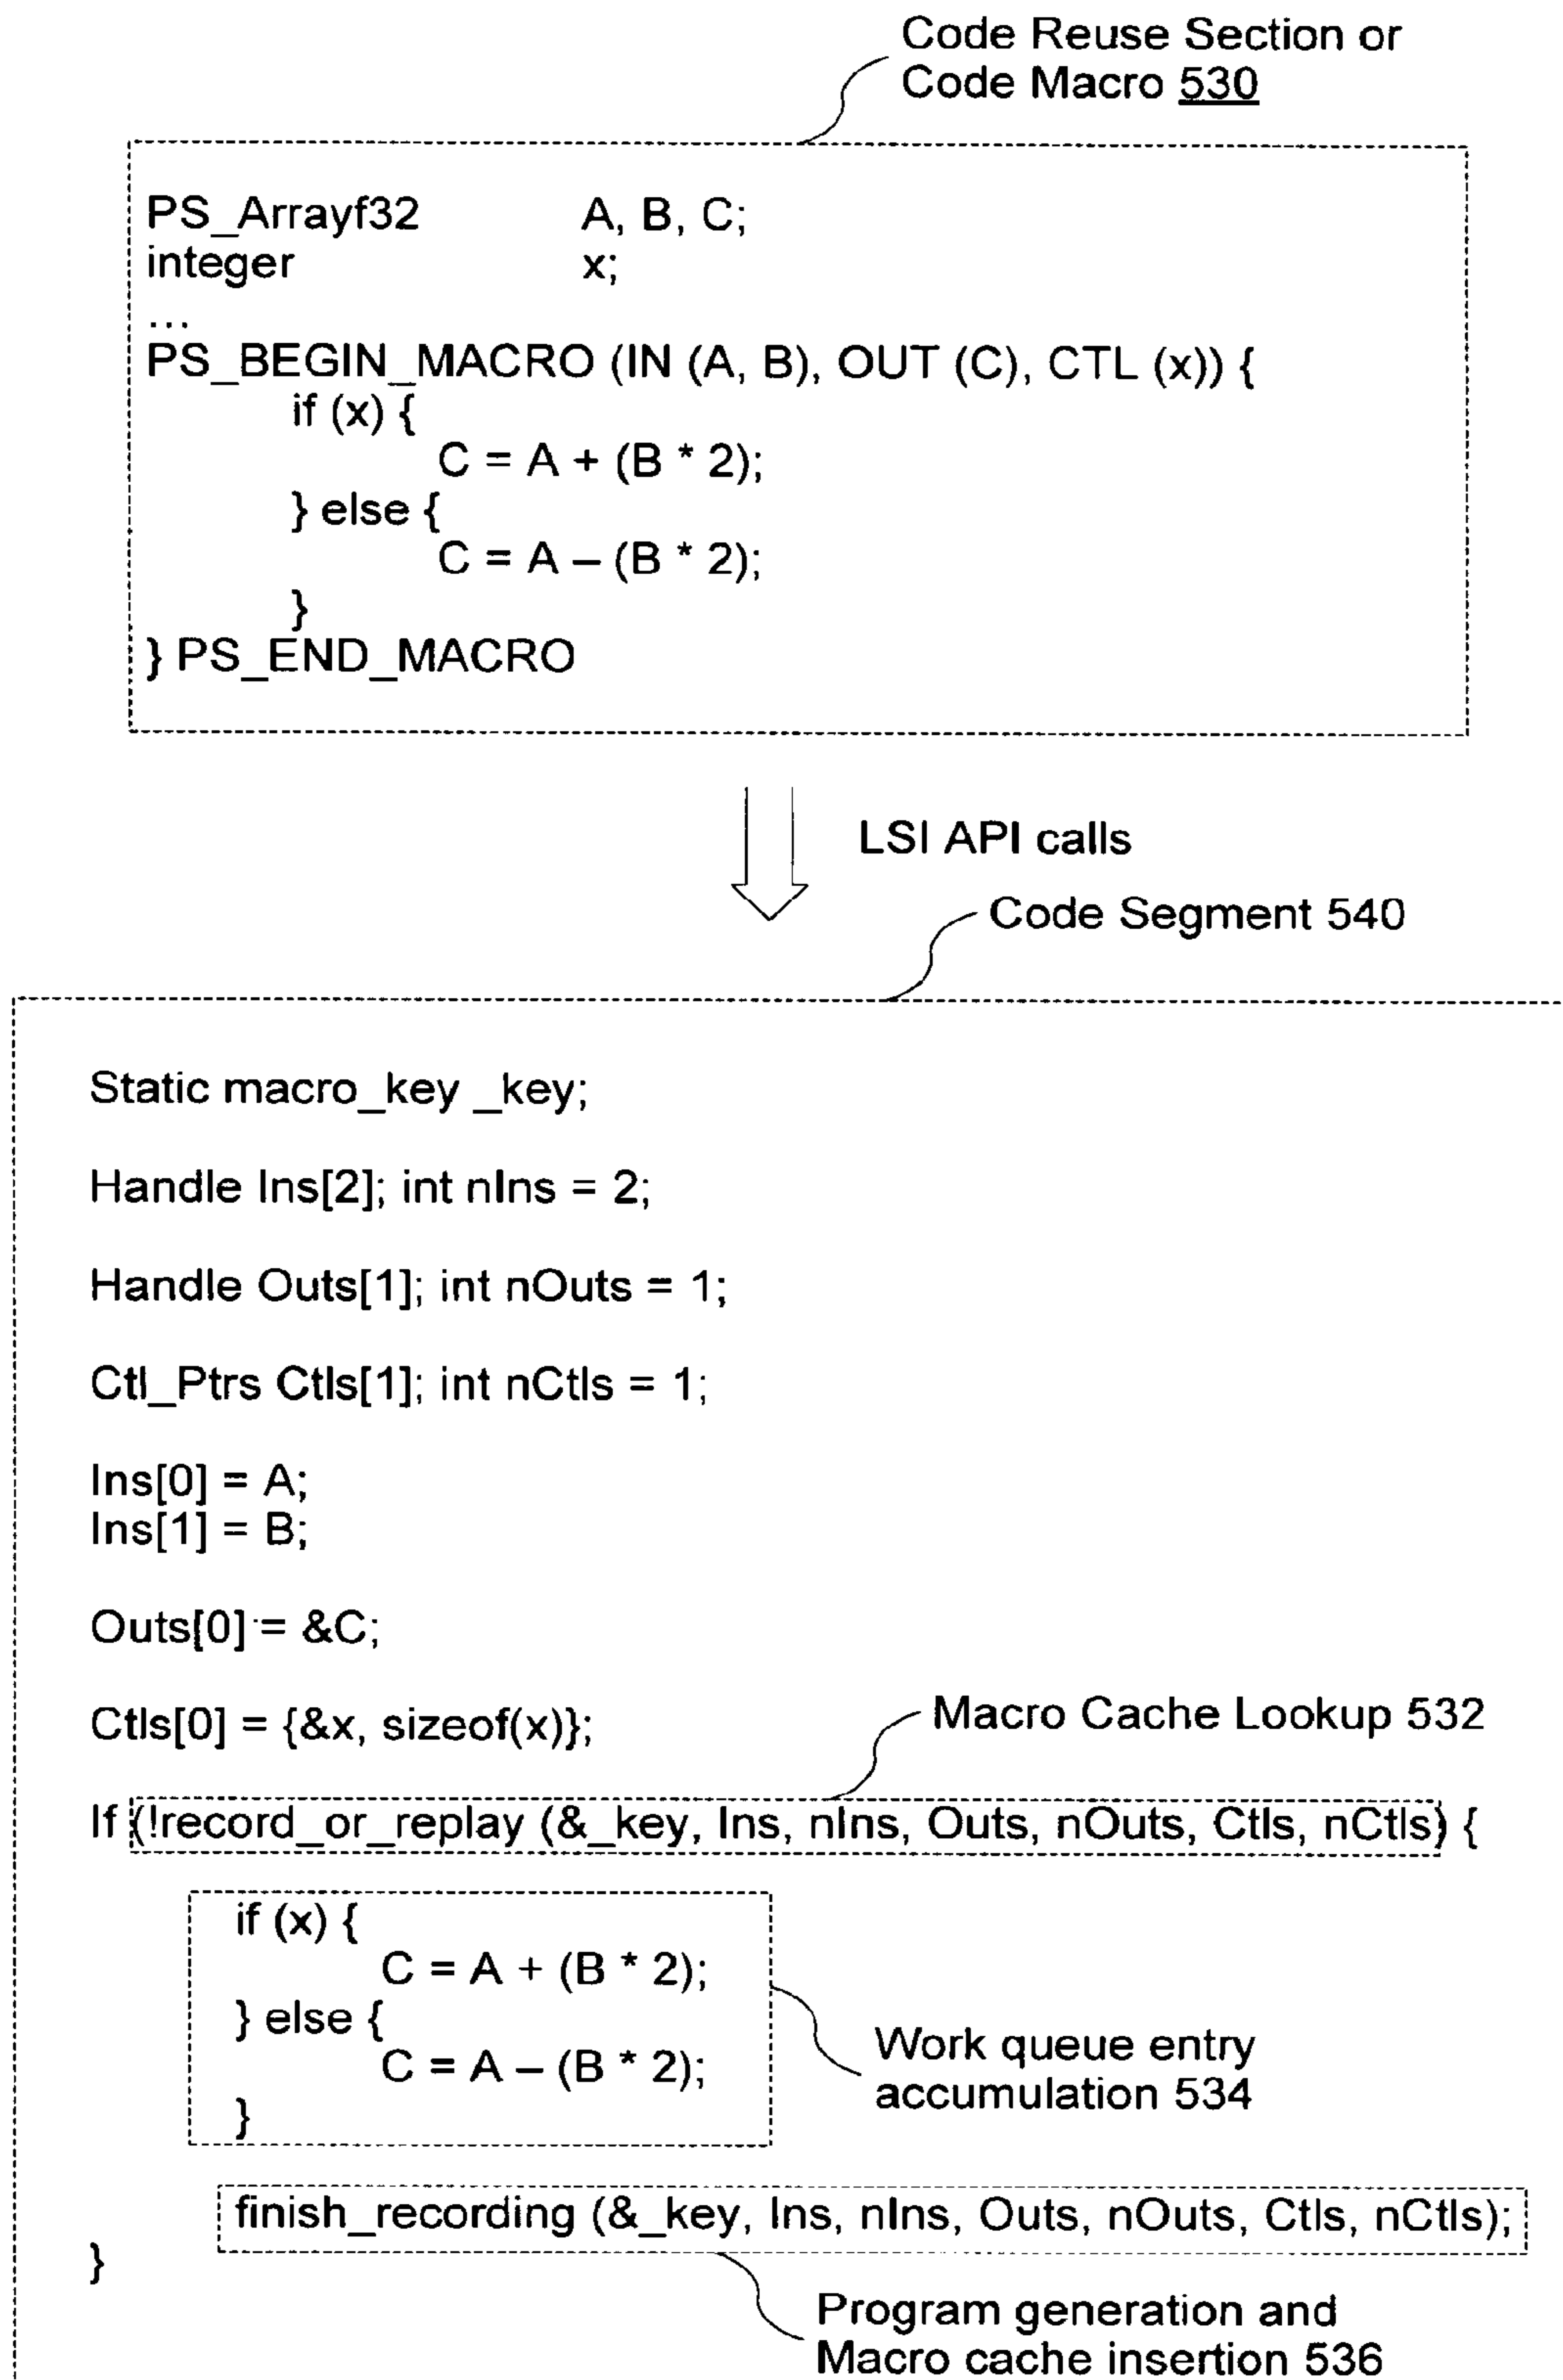 Code Reuse Section or
Code Macro 530
PS_Arrayf32 A, B, C;
integer x;
...
PS_BEGIN_MACRO (IN (A, B), OUT (C), CTL (x)) {
if (x) {
C = A + (B * 2);
} else {
C = A – (B * 2);
}
} PS_END_MACRO
LSI API calls
Code Segment 540
Static macro_key _key;
Handle Ins[2]; int nIns = 2;
Handle Outs[1]; int nOuts = 1;
Ctl_Ptrs Ctls[1]; int nCtls = 1;
Ins[0] = A;
Ins[1] = B;
Outs[0] = &C;
Ctls[0] = {&x, sizeof(x)};
Macro Cache Lookup 532
If (!record_or_replay (&_key, Ins, nIns, Outs, nOuts, Ctls, nCtls) {
if (x) {
C = A + (B * 2);
} else {
C = A – (B * 2);
}
Work queue entry
accumulation 534
finish_recording (&_key, Ins, nIns, Outs, nOuts, Ctls, nCtls);
}
Program generation and
Macro cache insertion 536